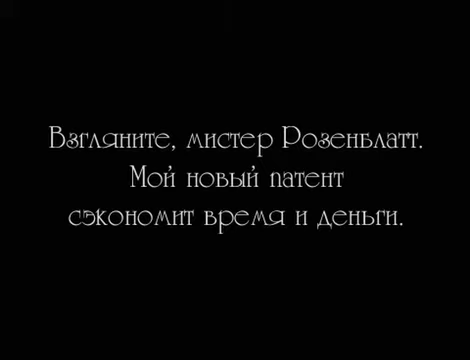 Взгляните, мистер Розенблатт.
Мой новый патент
сэкономит время и деньги.